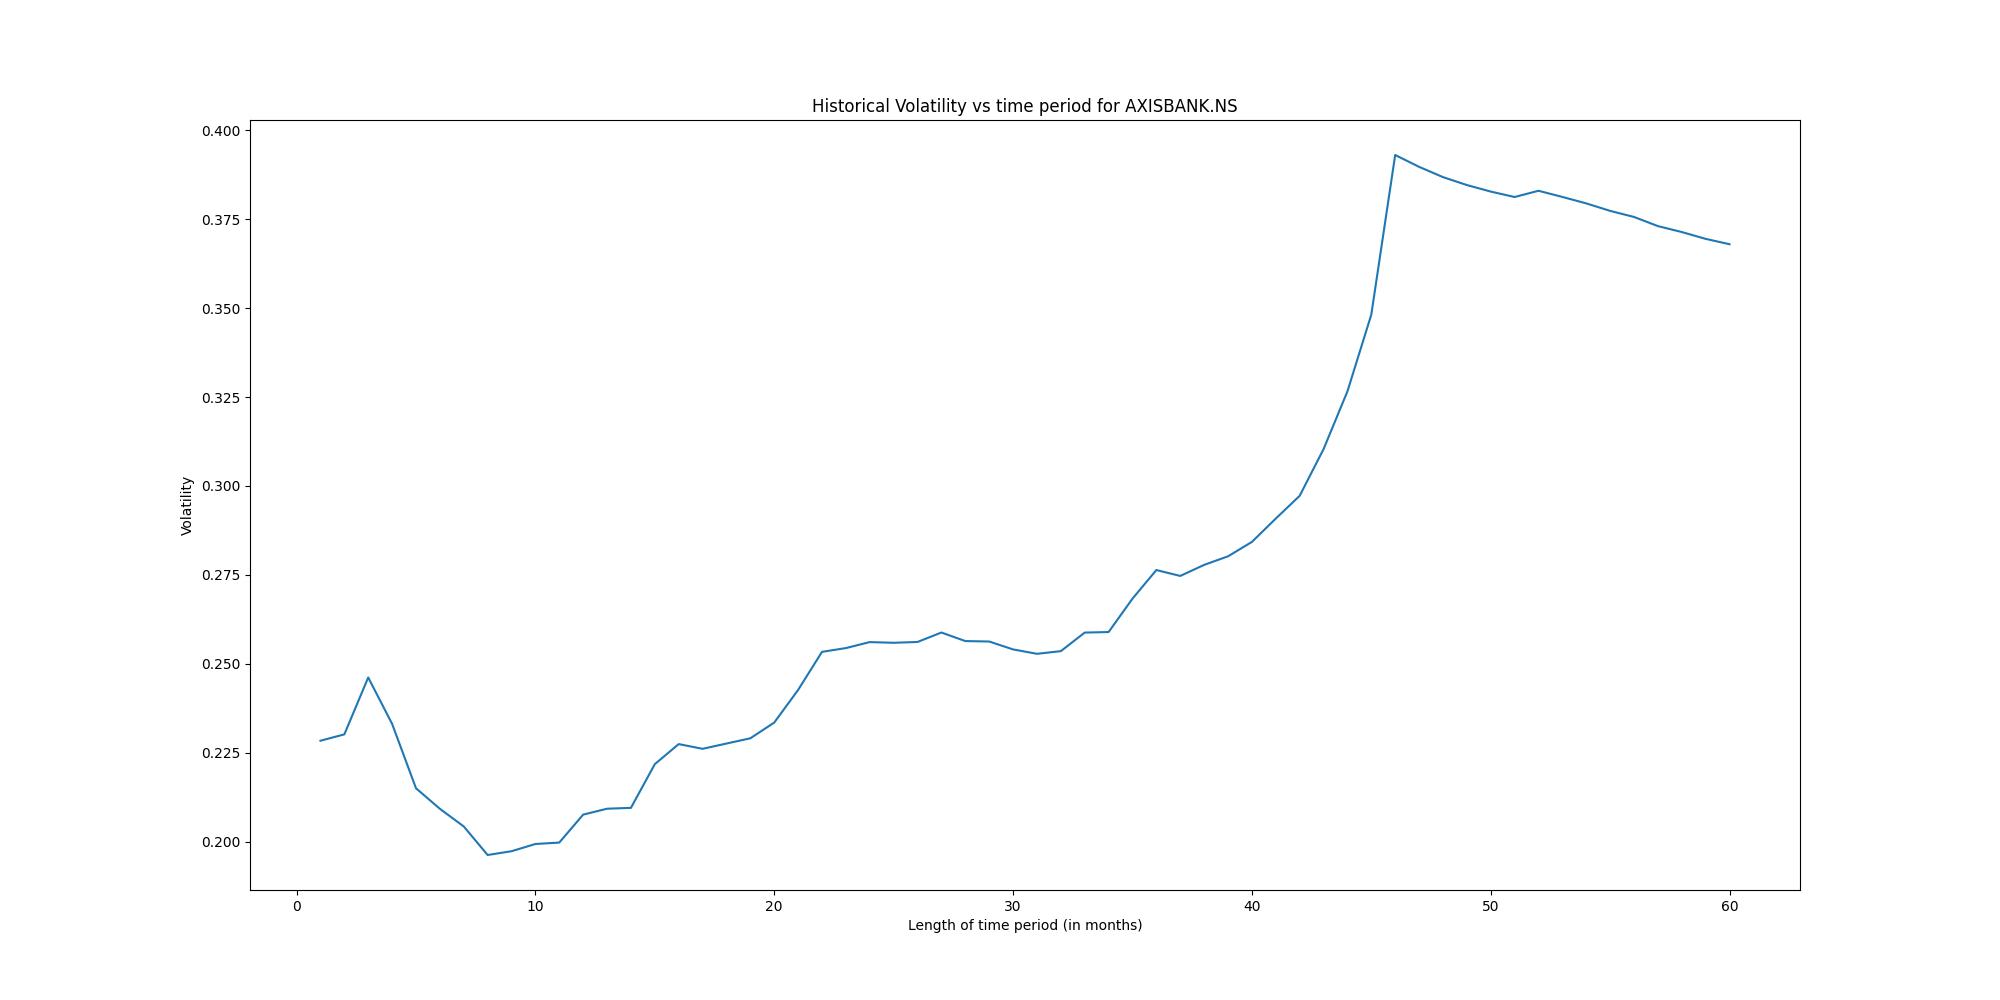 Historical Volatility vs time period for AXISBANK.NS
0.400
0.375
0.350
0.325
0.300
0.275
0.250
0.225
0.200
Volatility
0 10 20 30 40 50 60
Length of time period (in months)